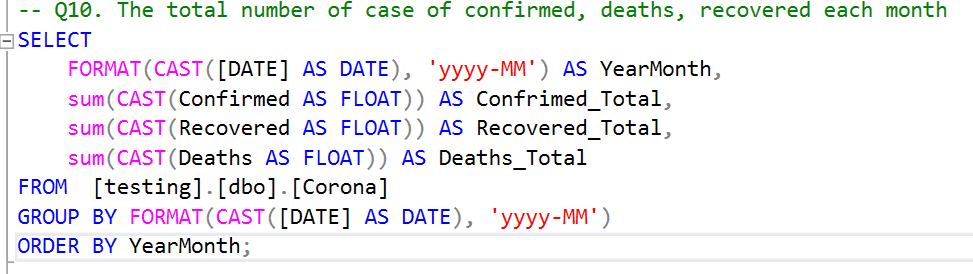 -- Q10. The total number of case of confirmed, deaths, recovered each month
SELECT
FORMAT(CAST([DATE] AS DATE), 'yyyy-MM') AS YearMonth,
sum(CAST(Confirmed AS FLOAT)) AS Confrimed_Total,
sum(CAST(Recovered AS FLOAT)) AS Recovered_Total,
sum(CAST(Deaths AS FLOAT)) AS Deaths_Total
FROM  [testing].[dbo].[Corona]
GROUP BY FORMAT(CAST([DATE] AS DATE), 'yyyy-MM')
ORDER BY YearMonth;